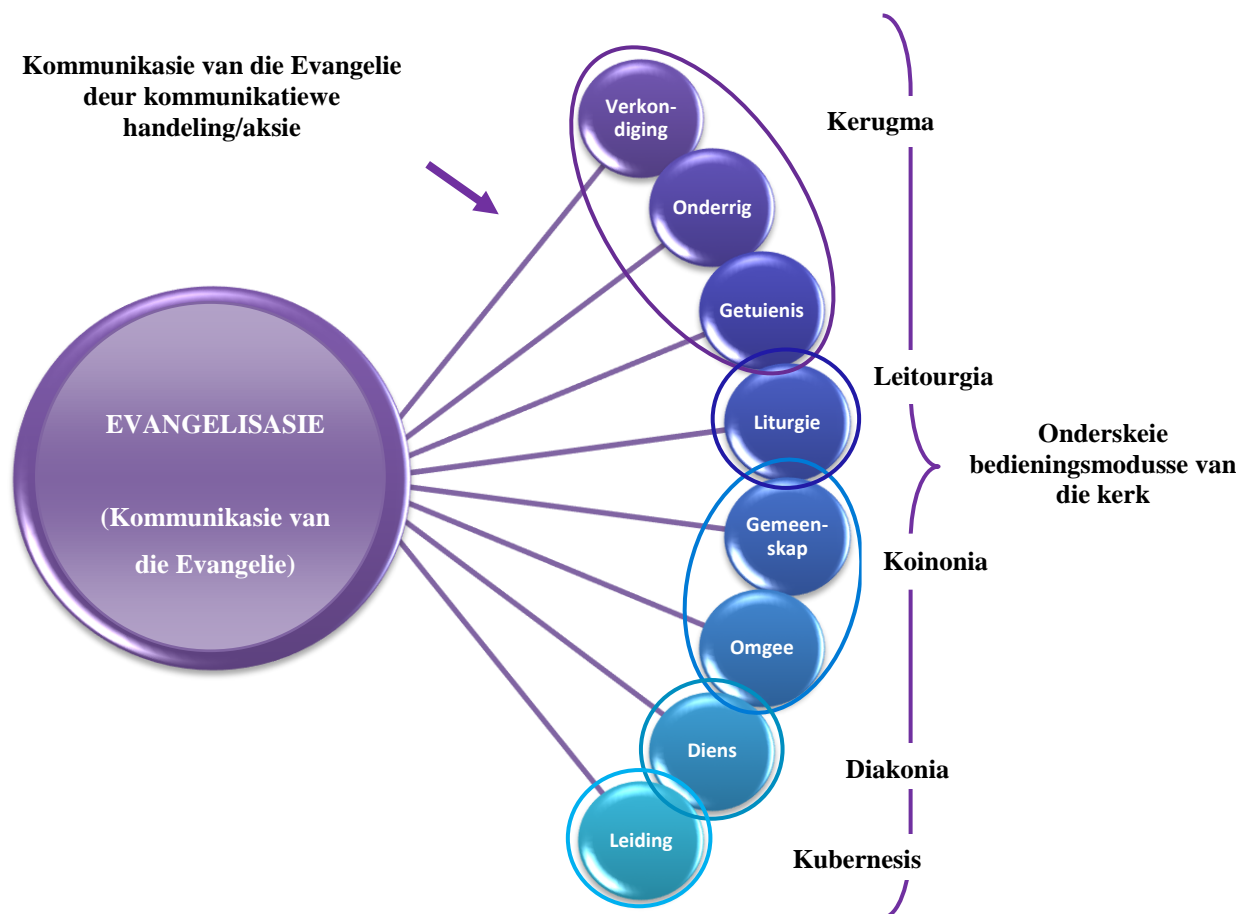 Kommunikasie van die Evangelie
deur kommunikatiewe
handeling/aksie
EVANGELISASIE
(Kommunikasie van
die Evangelie)
Verkon-
diging
Onderrig
Getuienis
Liturgie
Gemeen-
skap
Omgee
Diens
Leiding
Kerugma
Leitourgia
Koinonia
Diakonia
Kubernesis
Onderskeie
bedieningsmodusse van
die kerk